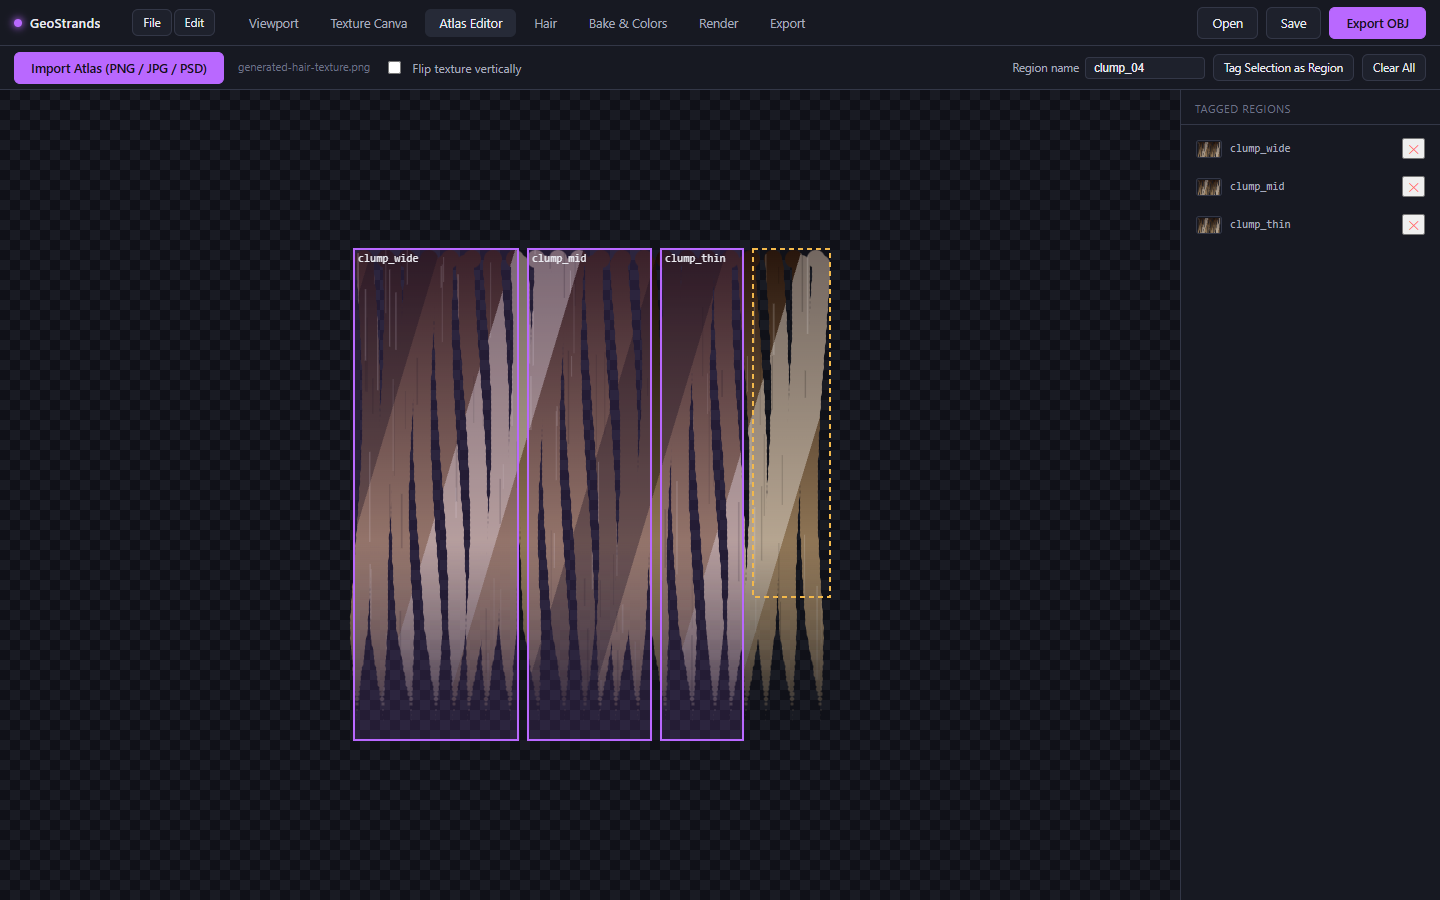 GeoStrands File Edit Viewport Texture Canva Atlas Editor Hair Bake & Colors Render Export Open Save Export OBJ
Import Atlas (PNG / JPG / PSD) generated-hair-texture.png Flip texture vertically Region name clump_04 Tag Selection as Region Clear All
TAGGED REGIONS
clump_wide
clump_mid
clump_thin
clump_wide clump_mid clump_thin